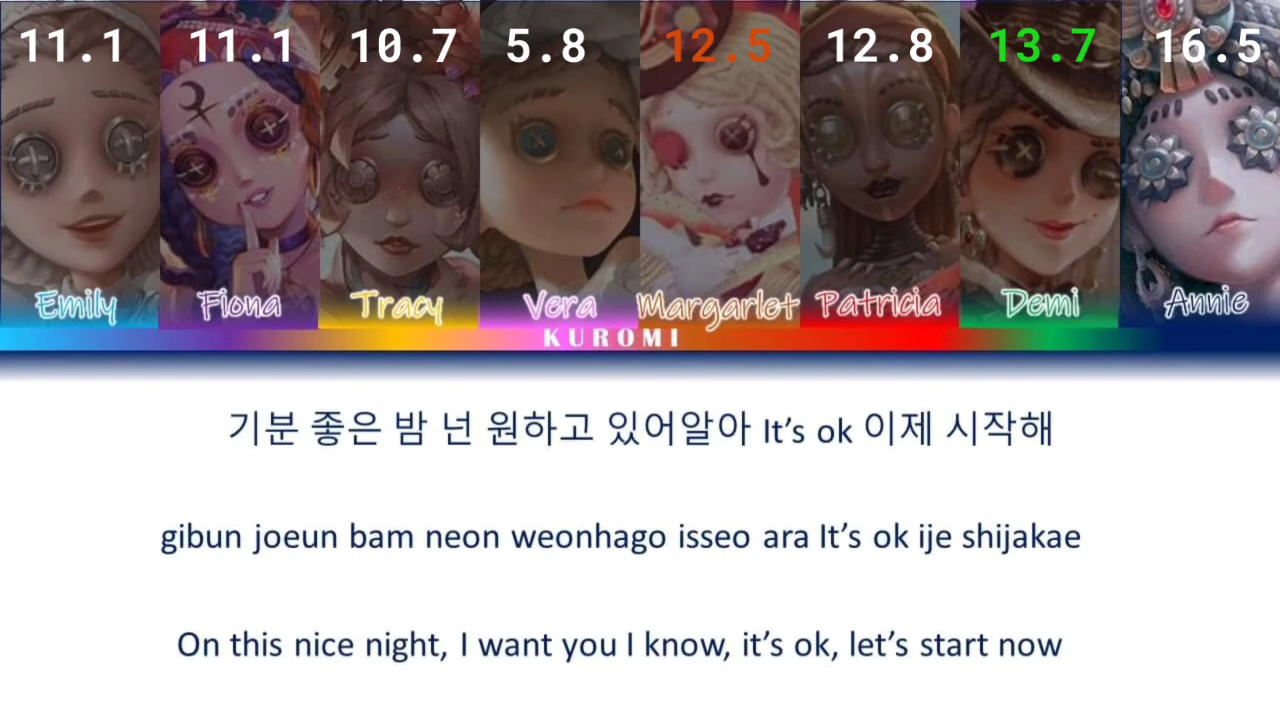 11.1 11.1 10.7 5.8 12.5 12.8 13.7 16.5
Emily Fiona Tracy Vera Margarlet Patricia Demi Annie
KUROMI
기분 좋은 밤 넌 원하고 있어알아 It's ok 이제 시작해
gibun joeun bam neon weonhago isseo ara It's ok ije shijakae
On this nice night, I want you I know, it's ok, let's start now